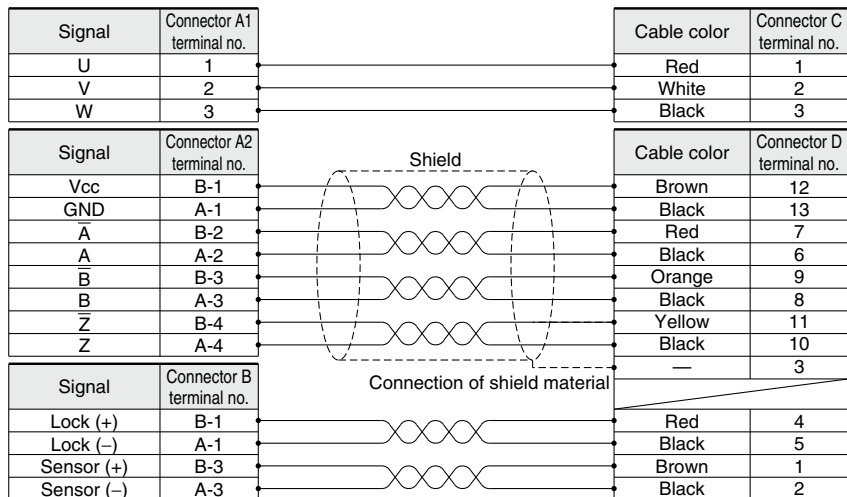 Signal Connector A1 terminal no. Cable color Connector C terminal no.
U 1 Red 1
V 2 White 2
W 3 Black 3
Signal Connector A2 terminal no. Shield Cable color Connector D terminal no.
Vcc B-1 Brown 12
GND A-1 Black 13
A̅ B-2 Red 7
A A-2 Black 6
B̅ B-3 Orange 9
B A-3 Black 8
Z̅ B-4 Yellow 11
Z A-4 Black 10
— 3
Signal Connector B terminal no. Connection of shield material
Lock (+) B-1 Red 4
Lock (−) A-1 Black 5
Sensor (+) B-3 Brown 1
Sensor (−) A-3 Black 2